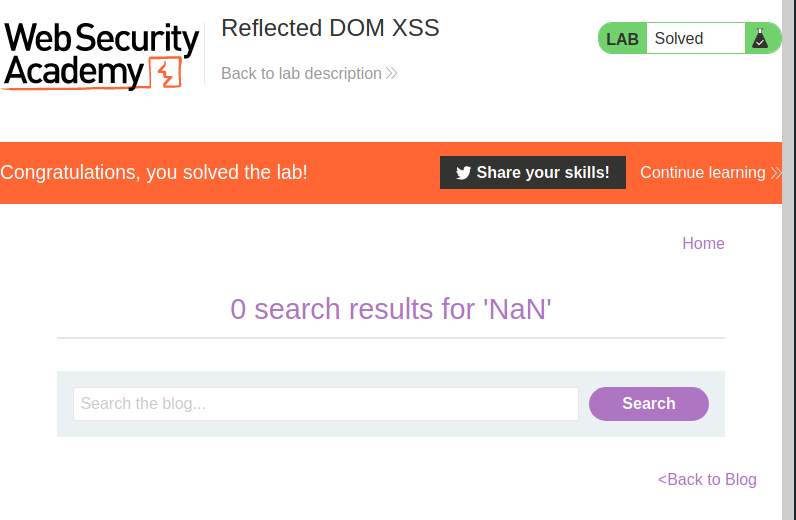 Web Security
Academy
Reflected DOM XSS
Back to lab description
LAB Solved
Congratulations, you solved the lab!
Share your skills!
Continue learning
Home
0 search results for 'NaN'
Search the blog...
Search
<Back to Blog